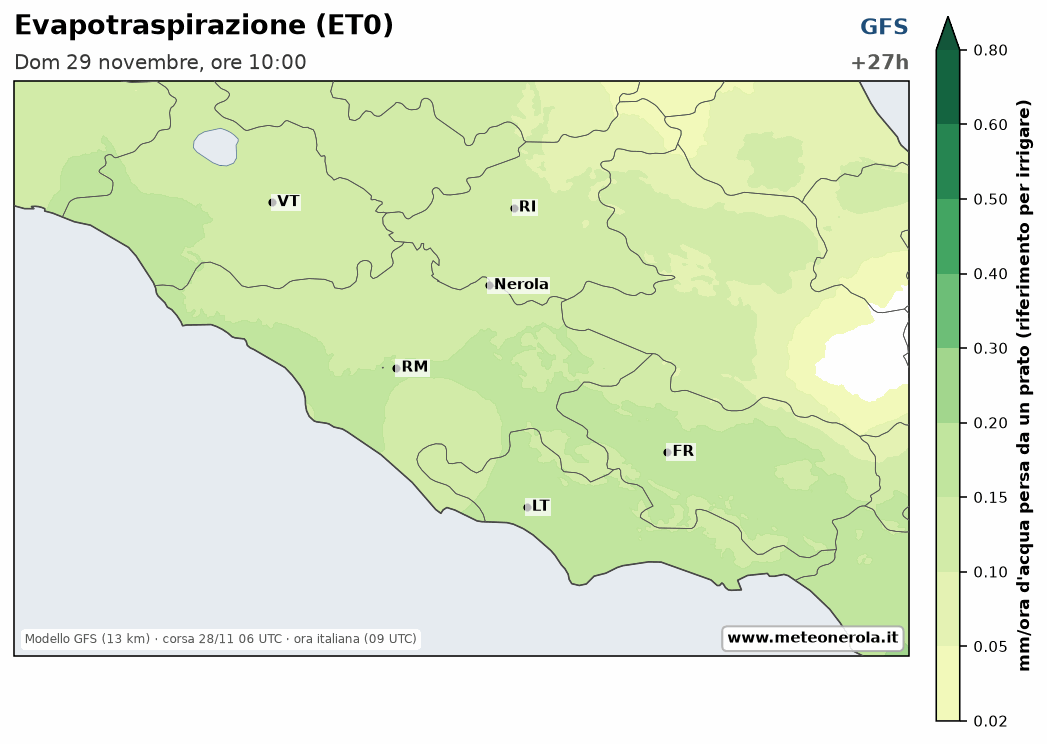 Evapotraspirazione (ET0)
GFS
Dom 29 novembre, ore 10:00
+27h
0.80
0.60
0.50
0.40
0.30
0.20
0.15
0.10
0.05
0.02
mm/ora d'acqua persa da un prato (riferimento per irrigare)
VT
RI
Nerola
RM
FR
LT
Modello GFS (13 km) · corsa 28/11 06 UTC · ora italiana (09 UTC)
www.meteonerola.it